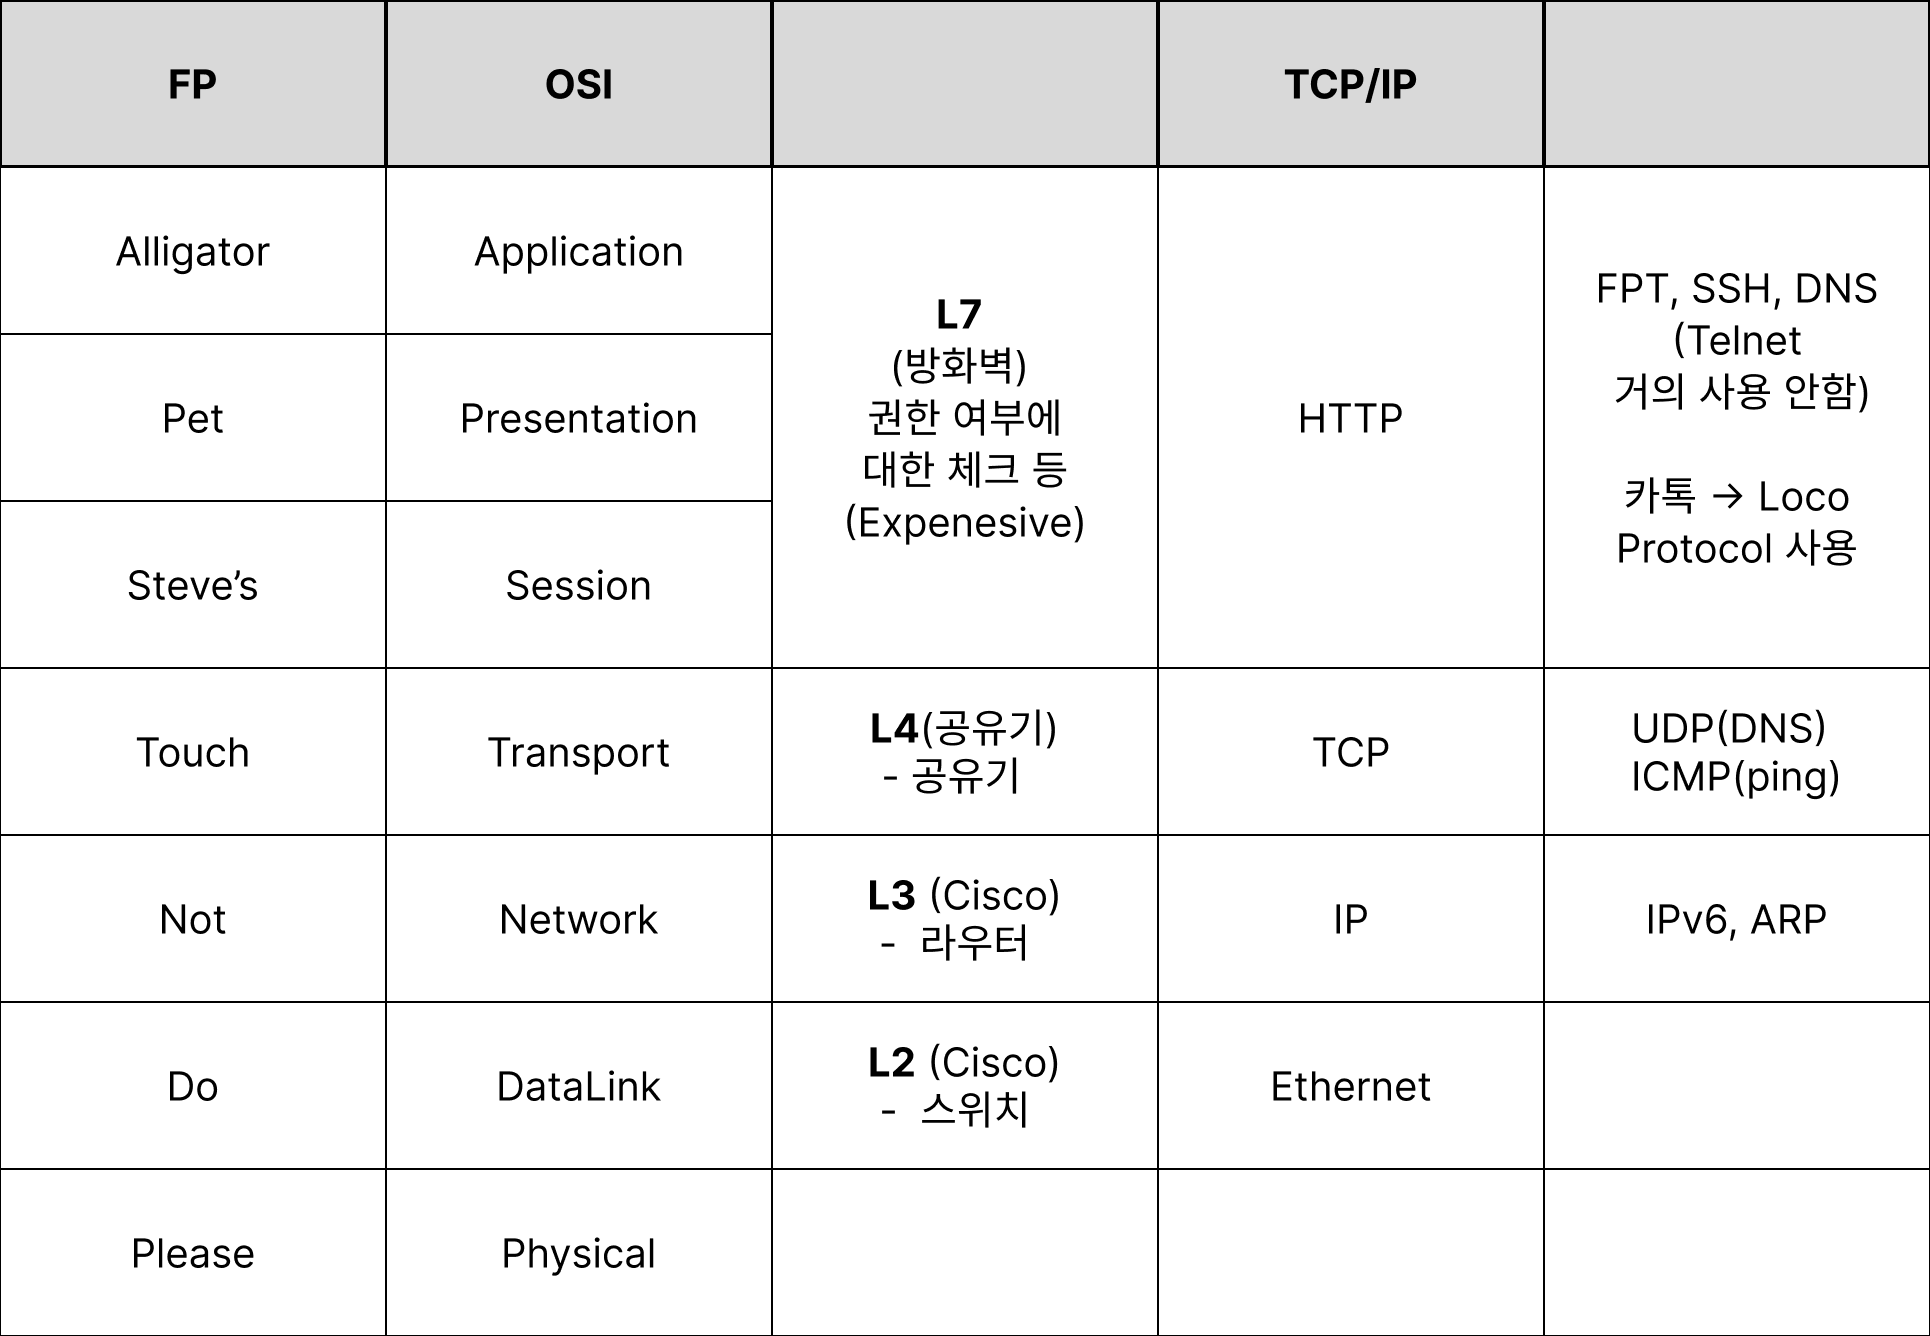 FP
OSI
TCP/IP
Alligator
Application
L7
(방화벽)
권한 여부에
대한 체크 등
(Expenesive)
HTTP
FPT, SSH, DNS
(Telnet
거의 사용 안함)
카톡 → Loco
Protocol 사용
Pet
Presentation
Steve’s
Session
Touch
Transport
L4(공유기)
- 공유기
TCP
UDP(DNS)
ICMP(ping)
Not
Network
L3 (Cisco)
- 라우터
IP
IPv6, ARP
Do
DataLink
L2 (Cisco)
- 스위치
Ethernet
Please
Physical